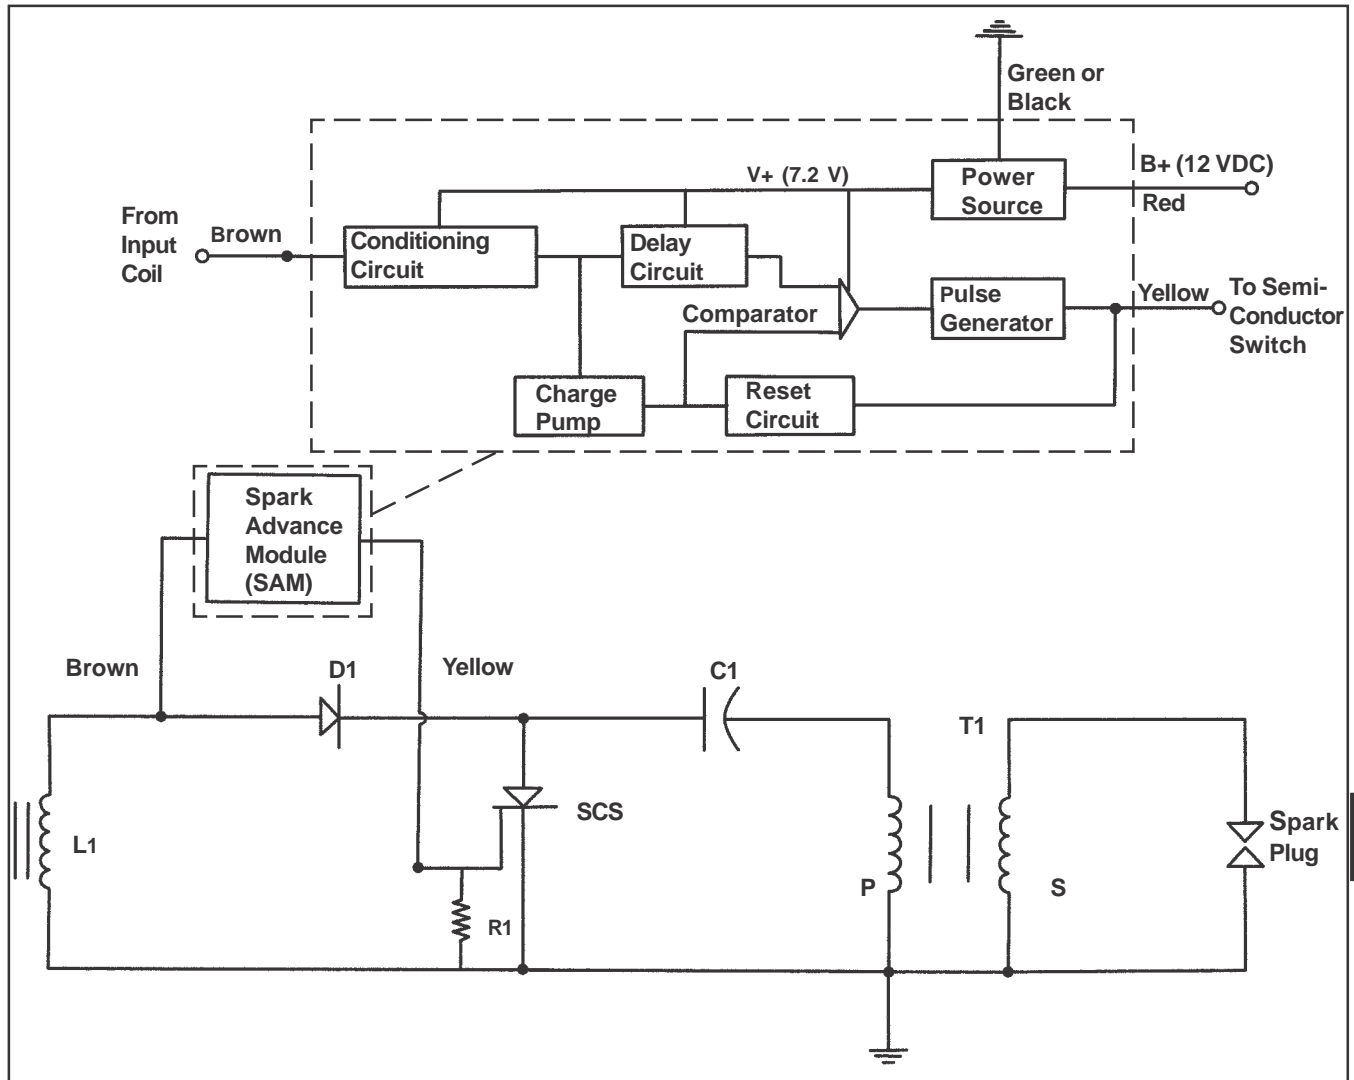 Green or
Black
B+ (12 VDC)
Red
V+ (7.2 V)
Power
Source
From
Input
Coil
Brown
Conditioning
Circuit
Delay
Circuit
Comparator
Pulse
Generator
Yellow
To Semi-
Conductor
Switch
Charge
Pump
Reset
Circuit
Spark
Advance
Module
(SAM)
Brown
D1
Yellow
C1
T1
L1
SCS
R1
P
S
Spark
Plug